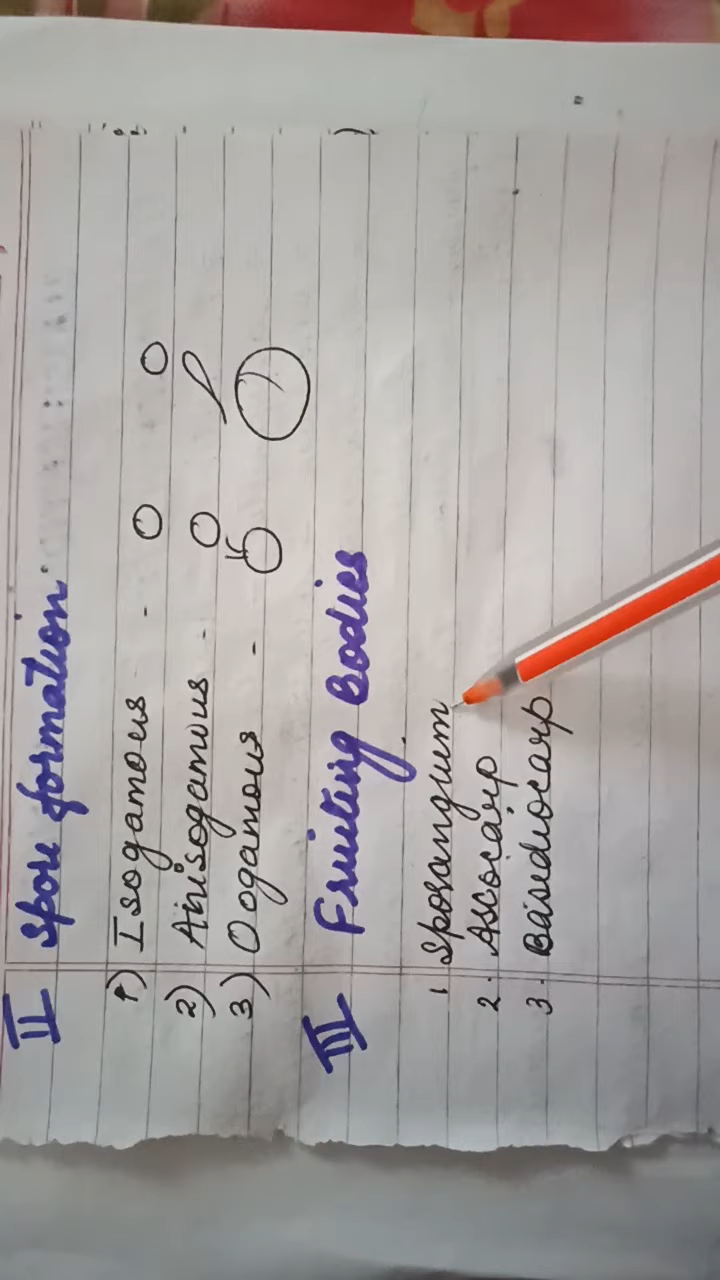 II Spore formation.
1) Isogamous -
2) Anisogamous -
3) Oogamous -
III Fruiting Bodies
1 Sporangium
2. Ascocarp
3. Basidiocarp